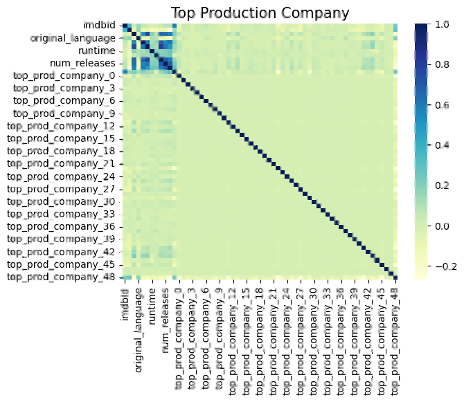 Top Production Company
imdbid
original_language
runtime
num_releases
top_prod_company_0
top_prod_company_3
top_prod_company_6
top_prod_company_9
top_prod_company_12
top_prod_company_15
top_prod_company_18
top_prod_company_21
top_prod_company_24
top_prod_company_27
top_prod_company_30
top_prod_company_33
top_prod_company_36
top_prod_company_39
top_prod_company_42
top_prod_company_45
top_prod_company_48
imdbid
original_language
runtime
num_releases
top_prod_company_0
top_prod_company_3
top_prod_company_6
top_prod_company_9
top_prod_company_12
top_prod_company_15
top_prod_company_18
top_prod_company_21
top_prod_company_24
top_prod_company_27
top_prod_company_30
top_prod_company_33
top_prod_company_36
top_prod_company_39
top_prod_company_42
top_prod_company_45
top_prod_company_48
1.0
0.8
0.6
0.4
0.2
0.0
−0.2